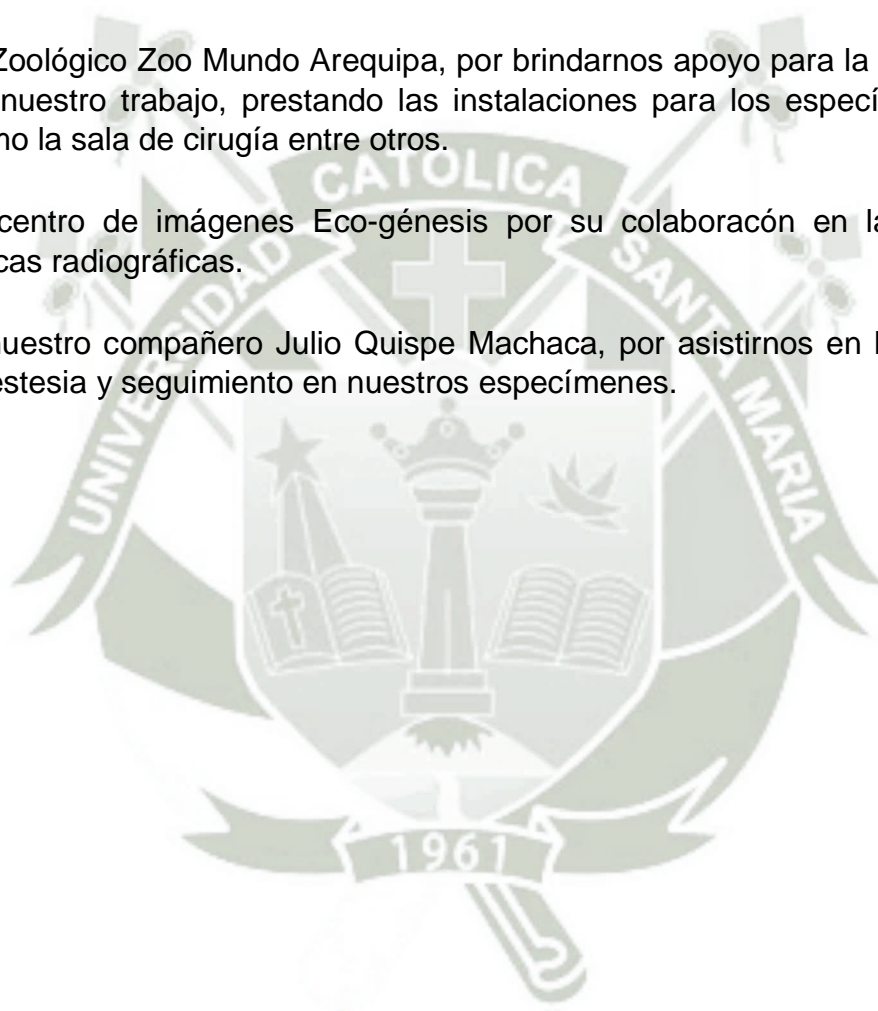 Zoológico Zoo Mundo Arequipa, por brindarnos apoyo para la
nuestro trabajo, prestando las instalaciones para los especí
mo la sala de cirugía entre otros.
centro de imágenes Eco-génesis por su colaboracón en la
cas radiográficas.
nuestro compañero Julio Quispe Machaca, por asistirnos en l
estesia y seguimiento en nuestros especímenes.
UNIVERSIDAD CATOLICA SANTA MARIA
1961